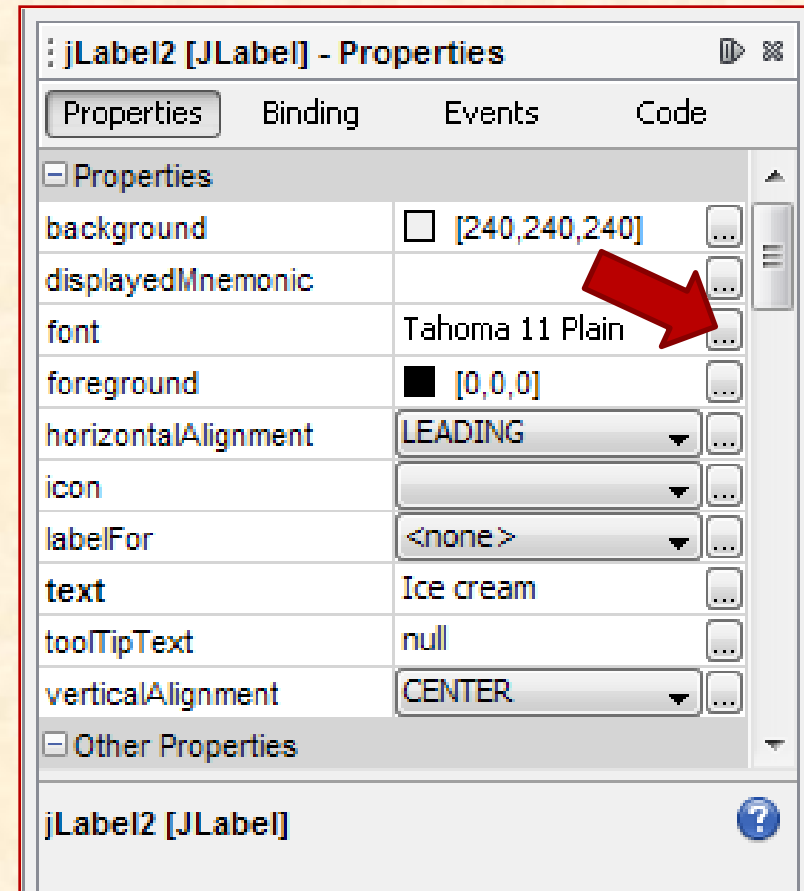 jLabel2 [JLabel] - Properties
Properties Binding Events Code
Properties
background [240,240,240] ...
displayedMnemonic ...
font Tahoma 11 Plain ...
foreground [0,0,0] ...
horizontalAlignment LEADING ...
icon ...
labelFor <none> ...
text Ice cream ...
toolTipText null ...
verticalAlignment CENTER ...
Other Properties
jLabel2 [JLabel] ?